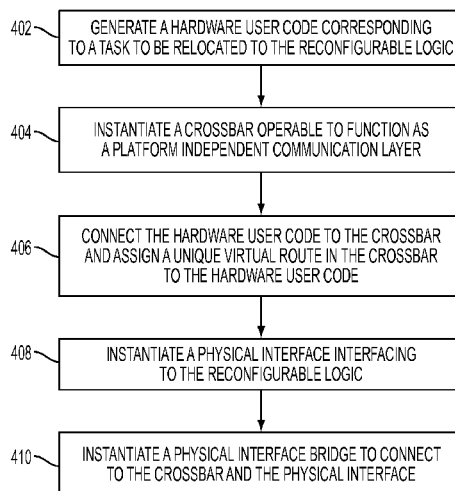 402
GENERATE A HARDWARE USER CODE CORRESPONDING
TO A TASK TO BE RELOCATED TO THE RECONFIGURABLE LOGIC
404
INSTANTIATE A CROSSBAR OPERABLE TO FUNCTION AS
A PLATFORM INDEPENDENT COMMUNICATION LAYER
406
CONNECT THE HARDWARE USER CODE TO THE CROSSBAR
AND ASSIGN A UNIQUE VIRTUAL ROUTE IN THE CROSSBAR
TO THE HARDWARE USER CODE
408
INSTANTIATE A PHYSICAL INTERFACE INTERFACING
TO THE RECONFIGURABLE LOGIC
410
INSTANTIATE A PHYSICAL INTERFACE BRIDGE TO CONNECT
TO THE CROSSBAR AND THE PHYSICAL INTERFACE